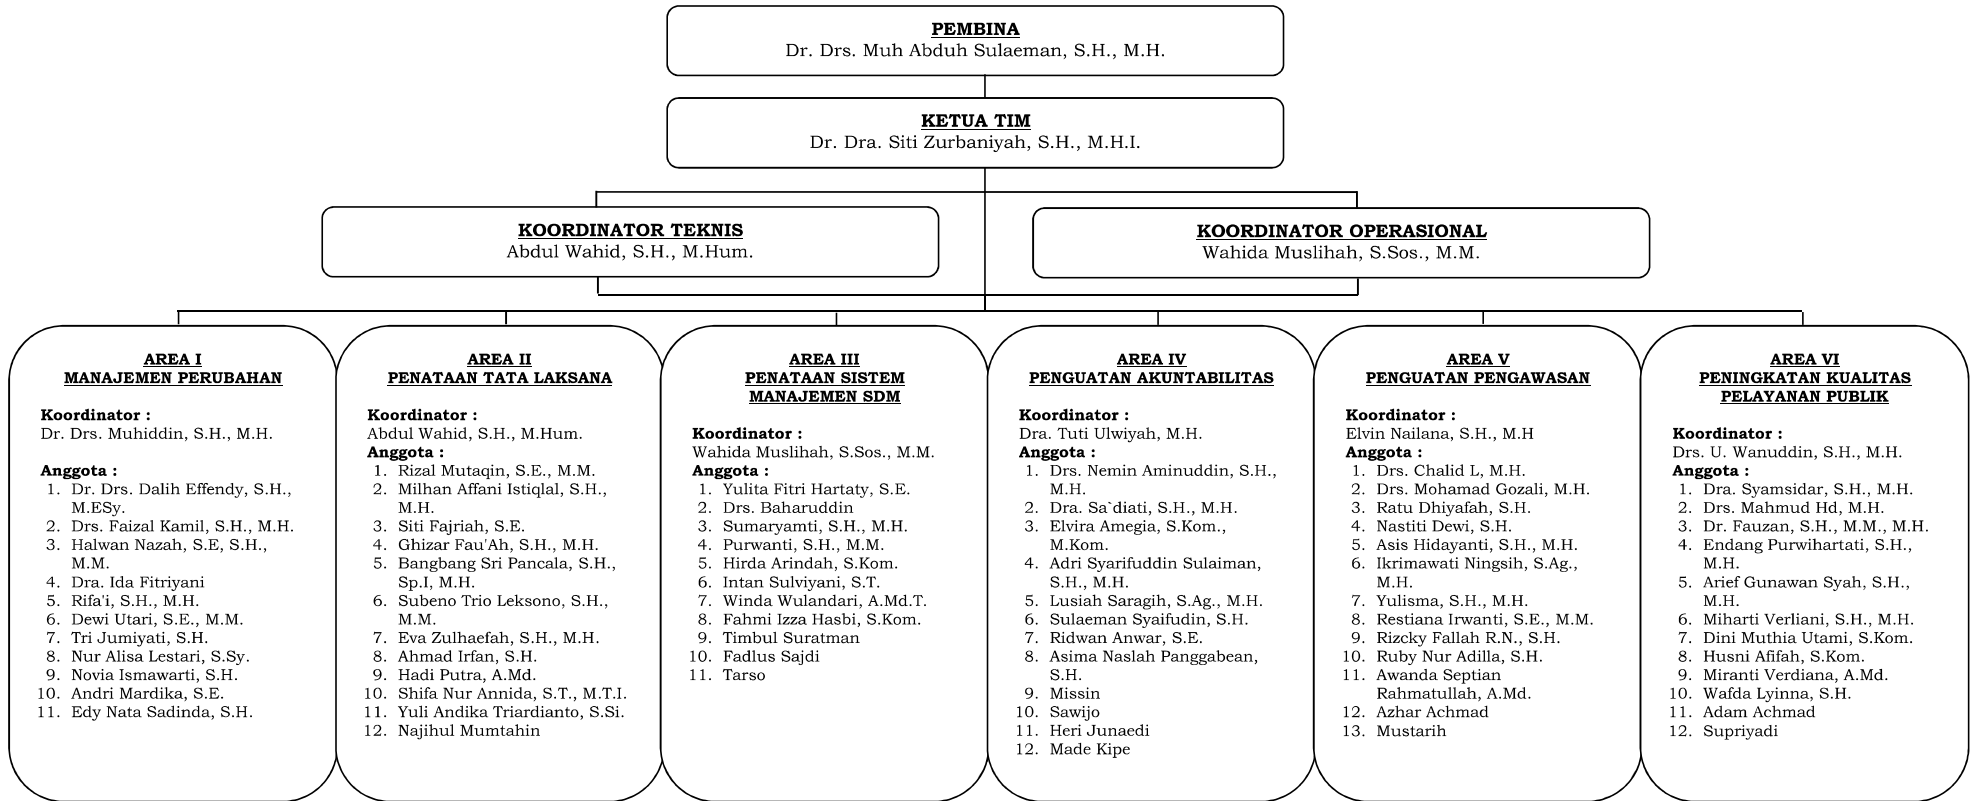 PEMBINA
Dr. Drs. Muh Abduh Sulaeman, S.H., M.H.
KETUA TIM
Dr. Dra. Siti Zurbaniyah, S.H., M.H.I.
KOORDINATOR TEKNIS
Abdul Wahid, S.H., M.Hum.
KOORDINATOR OPERASIONAL
Wahida Muslihah, S.Sos., M.M.
AREA I
MANAJEMEN PERUBAHAN
Koordinator :
Dr. Drs. Muhiddin, S.H., M.H.
Anggota :
1. Dr. Drs. Dalih Effendy, S.H.,
M.ESy.
2. Drs. Faizal Kamil, S.H., M.H.
3. Halwan Nazah, S.E, S.H.,
M.M.
4. Dra. Ida Fitriyani
5. Rifa'i, S.H., M.H.
6. Dewi Utari, S.E., M.M.
7. Tri Jumiyati, S.H.
8. Nur Alisa Lestari, S.Sy.
9. Novia Ismawarti, S.H.
10. Andri Mardika, S.E.
11. Edy Nata Sadinda, S.H.
AREA II
PENATAAN TATA LAKSANA
Koordinator :
Abdul Wahid, S.H., M.Hum.
Anggota :
1. Rizal Mutaqin, S.E., M.M.
2. Milhan Affani Istiqlal, S.H.,
M.H.
3. Siti Fajriah, S.E.
4. Ghizar Fau'Ah, S.H., M.H.
5. Bangbang Sri Pancala, S.H.,
Sp.I, M.H.
6. Subeno Trio Leksono, S.H.,
M.M.
7. Eva Zulhaefah, S.H., M.H.
8. Ahmad Irfan, S.H.
9. Hadi Putra, A.Md.
10. Shifa Nur Annida, S.T., M.T.I.
11. Yuli Andika Triardianto, S.Si.
12. Najihul Mumtahin
AREA III
PENATAAN SISTEM
MANAJEMEN SDM
Koordinator :
Wahida Muslihah, S.Sos., M.M.
Anggota :
1. Yulita Fitri Hartaty, S.E.
2. Drs. Baharuddin
3. Sumaryamti, S.H., M.H.
4. Purwanti, S.H., M.M.
5. Hirda Arindah, S.Kom.
6. Intan Sulviyani, S.T.
7. Winda Wulandari, A.Md.T.
8. Fahmi Izza Hasbi, S.Kom.
9. Timbul Suratman
10. Fadlus Sajdi
11. Tarso
AREA IV
PENGUATAN AKUNTABILITAS
Koordinator :
Dra. Tuti Ulwiyah, M.H.
Anggota :
1. Drs. Nemin Aminuddin, S.H.,
M.H.
2. Dra. Sa`diati, S.H., M.H.
3. Elvira Amegia, S.Kom.,
M.Kom.
4. Adri Syarifuddin Sulaiman,
S.H., M.H.
5. Lusiah Saragih, S.Ag., M.H.
6. Sulaeman Syaifudin, S.H.
7. Ridwan Anwar, S.E.
8. Asima Naslah Panggabean,
S.H.
9. Missin
10. Sawijo
11. Heri Junaedi
12. Made Kipe
AREA V
PENGUATAN PENGAWASAN
Koordinator :
Elvin Nailana, S.H., M.H
Anggota :
1. Drs. Chalid L, M.H.
2. Drs. Mohamad Gozali, M.H.
3. Ratu Dhiyafah, S.H.
4. Nastiti Dewi, S.H.
5. Asis Hidayanti, S.H., M.H.
6. Ikrimawati Ningsih, S.Ag.,
M.H.
7. Yulisma, S.H., M.H.
8. Restiana Irwanti, S.E., M.M.
9. Rizcky Fallah R.N., S.H.
10. Ruby Nur Adilla, S.H.
11. Awanda Septian
Rahmatullah, A.Md.
12. Azhar Achmad
13. Mustarih
AREA VI
PENINGKATAN KUALITAS
PELAYANAN PUBLIK
Koordinator :
Drs. U. Wanuddin, S.H., M.H.
Anggota :
1. Dra. Syamsidar, S.H., M.H.
2. Drs. Mahmud Hd, M.H.
3. Dr. Fauzan, S.H., M.M., M.H.
4. Endang Purwihartati, S.H.,
M.H.
5. Arief Gunawan Syah, S.H.,
M.H.
6. Miharti Verliani, S.H., M.H.
7. Dini Muthia Utami, S.Kom.
8. Husni Afifah, S.Kom.
9. Miranti Verdiana, A.Md.
10. Wafda Lyinna, S.H.
11. Adam Achmad
12. Supriyadi